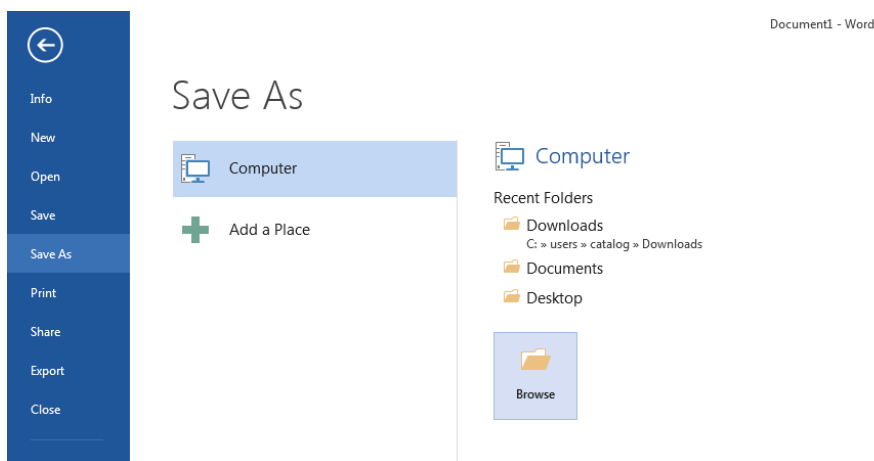 Document1 - Word
Info
New
Open
Save
Save As
Print
Share
Export
Close
Save As
Computer
Add a Place
Computer
Recent Folders
Downloads
C: » users » catalog » Downloads
Documents
Desktop
Browse